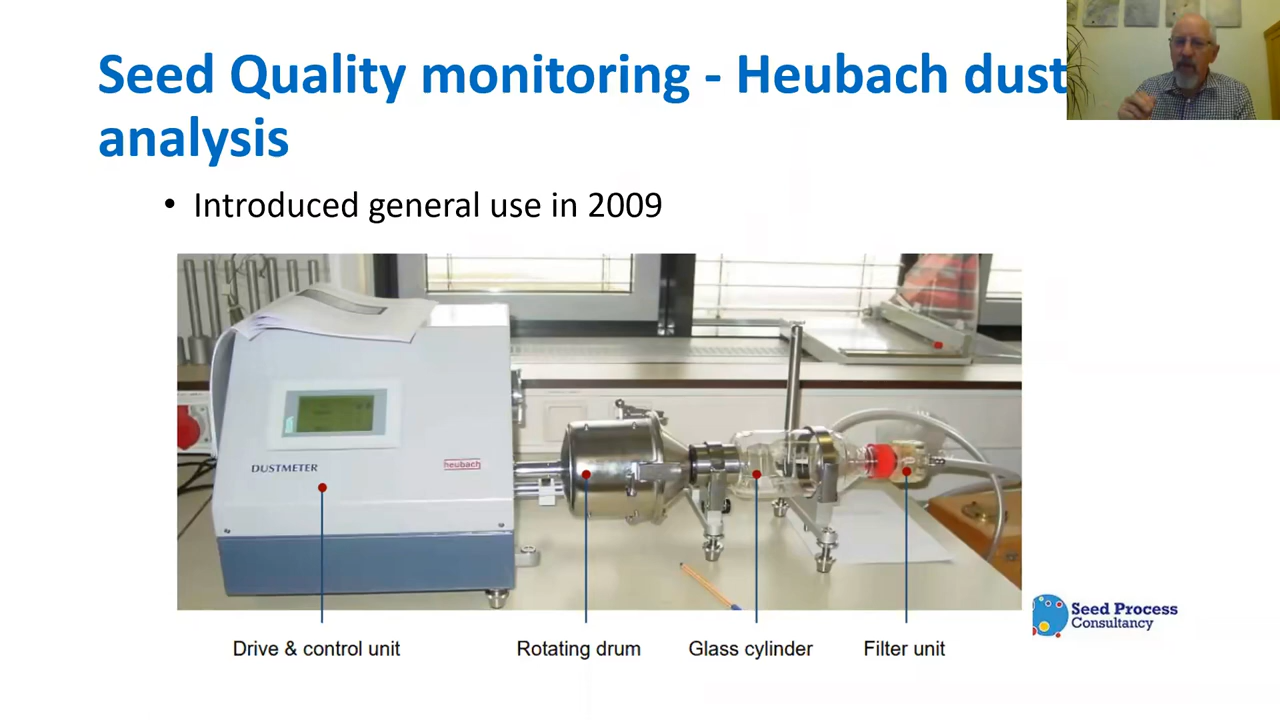 Seed Quality monitoring - Heubach dust
analysis
• Introduced general use in 2009
DUSTMETER
heubach
Drive & control unit
Rotating drum
Glass cylinder
Filter unit
Seed Process
Consultancy